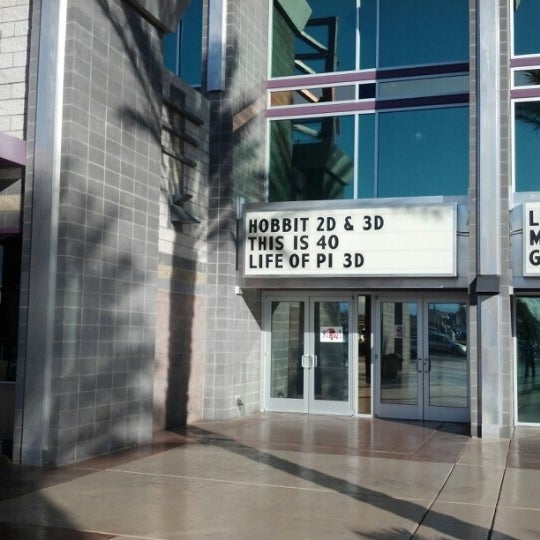 HOBBIT 2D & 3D
THIS IS 40
LIFE OF PI 3D
L
M
G